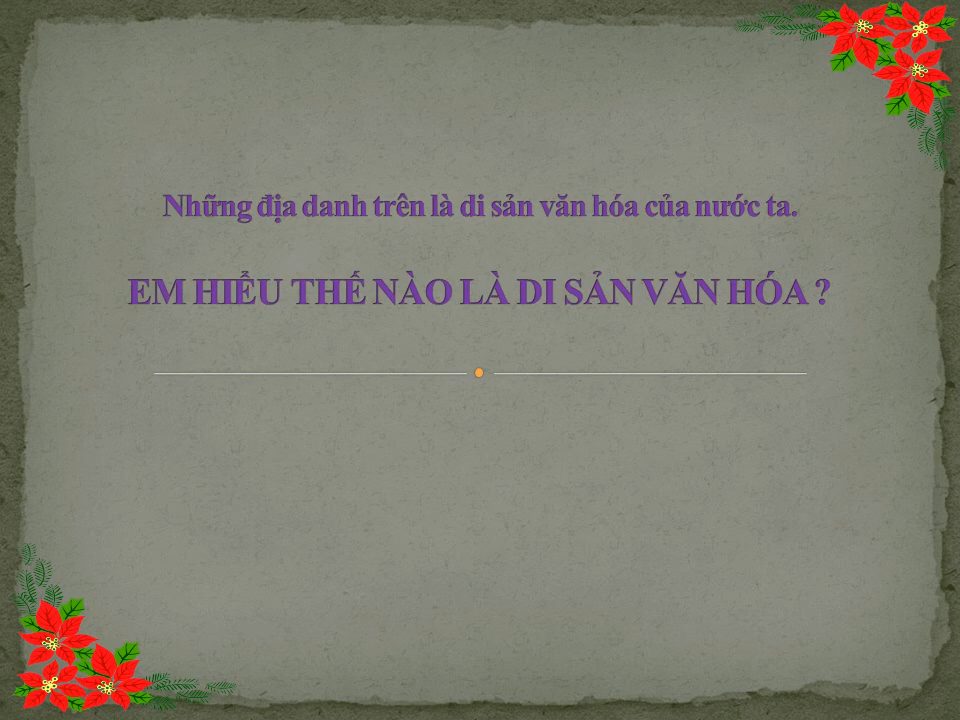 Những địa danh trên là di sản văn hóa của nước ta.
EM HIỂU THẾ NÀO LÀ DI SẢN VĂN HÓA ?